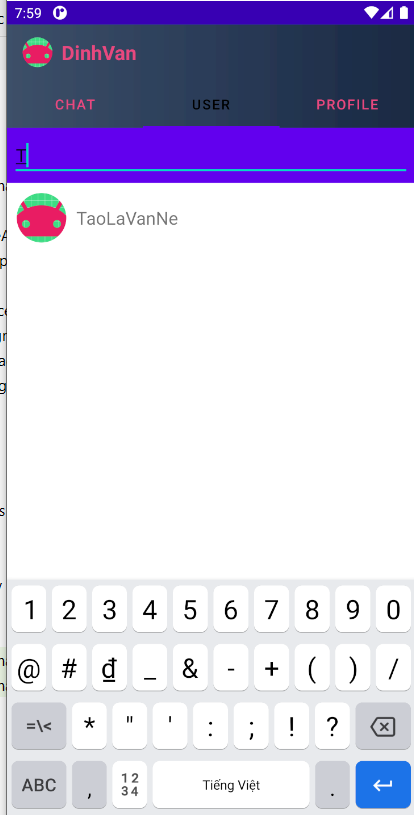 7:59
DinhVan
CHAT USER PROFILE
T
TaoLaVanNe
1 2 3 4 5 6 7 8 9 0
@ # ₫ _ & - + ( ) /
=\< * " ' : ; ! ?
ABC , 12 34 Tiếng Việt .